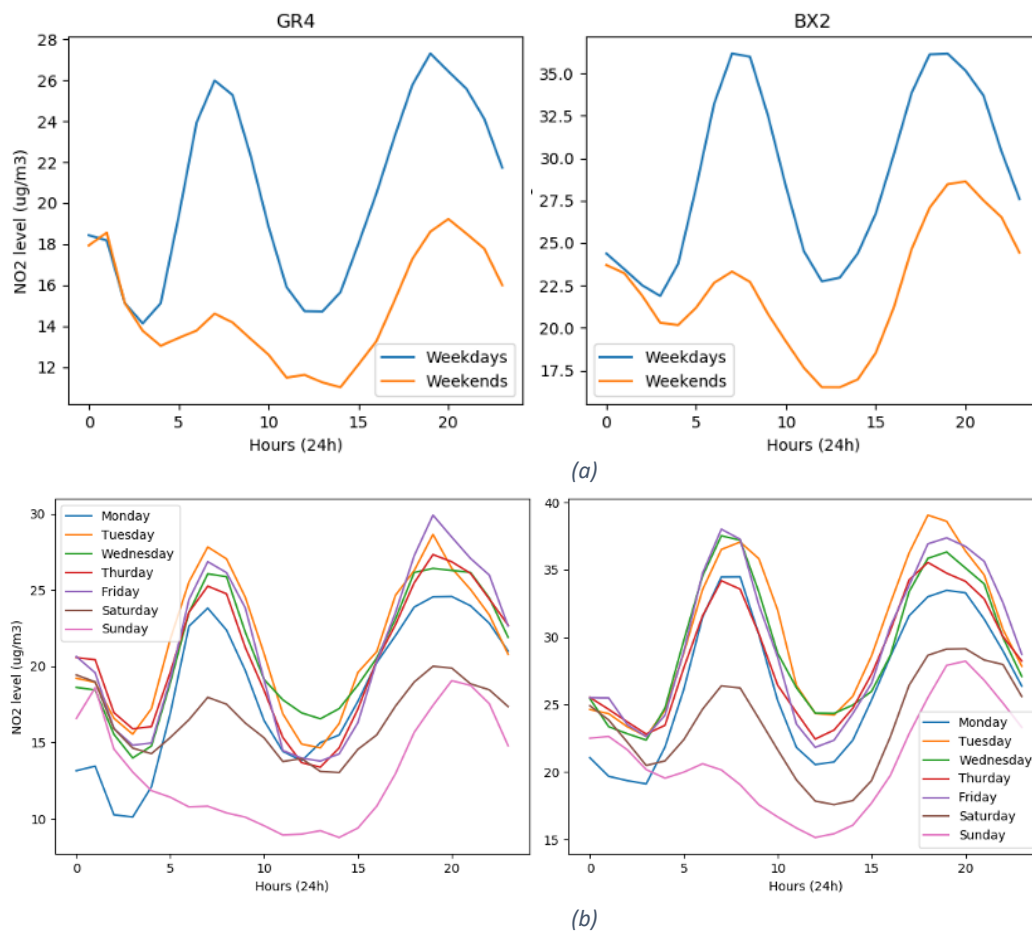 GR4
NO2 level (ug/m3)
28
26
24
22
20
18
16
14
12
0
5
10
15
20
Hours (24h)
Weekdays
Weekends
BX2
35.0
32.5
30.0
27.5
25.0
22.5
20.0
17.5
0
5
10
15
20
Hours (24h)
Weekdays
Weekends
(a)
NO2 level (ug/m3)
30
25
20
15
10
0
5
10
15
20
Hours (24h)
Monday
Tuesday
Wednesday
Thurday
Friday
Saturday
Sunday
40
35
30
25
20
15
0
5
10
15
20
Hours (24h)
Monday
Tuesday
Wednesday
Thurday
Friday
Saturday
Sunday
(b)